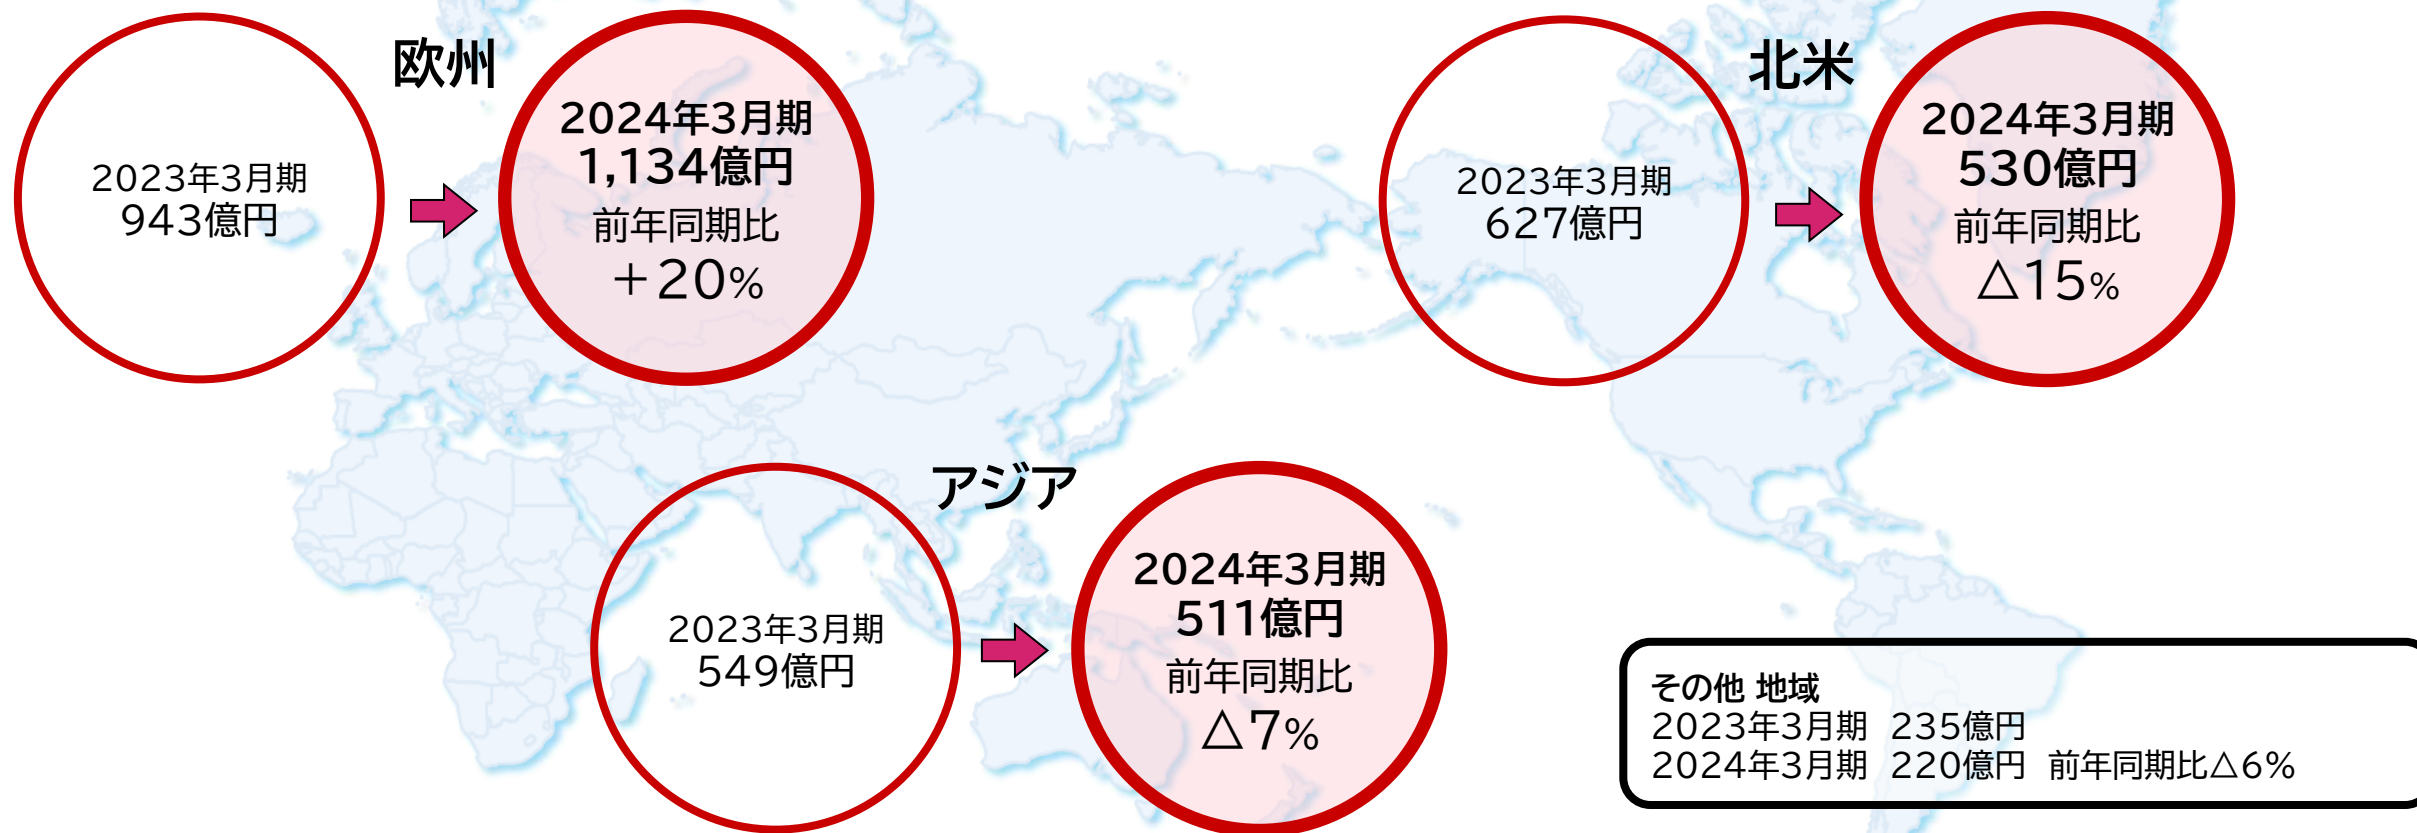 欧州
2023年3月期
943億円
2024年3月期
1,134億円
前年同期比
＋20%
北米
2023年3月期
627億円
2024年3月期
530億円
前年同期比
△15%
アジア
2023年3月期
549億円
2024年3月期
511億円
前年同期比
△7%
その他 地域
2023年3月期 235億円
2024年3月期 220億円 前年同期比△6%